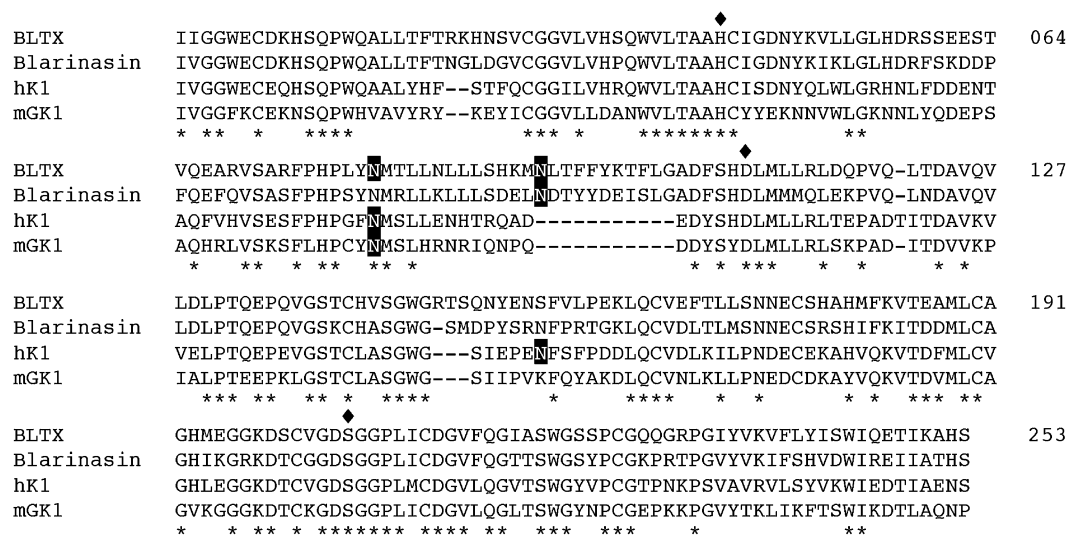 ◆
BLTX IIGGWECDKHSQPWQALLTFTRKHNSVCGGVLVHSQWVLTAAHCIGDNYKVLLGLHDRSSEEST 064
Blarinasin IVGGWECDKHSQPWQALLTFTNGLDGVCGGVLVHPQWVLTAAHCIGDNYKIKLGLHDRFSKDDP
hK1 IVGGWECEQHSQPWQAALYHF--STFQCGGILVHRQWVLTAAHCISDNYQLWLGRHNLFDDENT
mGK1 IVGGFKCEKNSQPWHVAVYRY--KEYICGGVLLDANWVLTAAHCYYEKNNVWLGKNNLYQDEPS
* ** * **** *** * ******* **
◆
BLTX VQEARVSARFPHPLYNMTLLNLLLSHKMNLTFFYKTFLGADFSHDLMLLRLDQPVQ-LTDAVQV 127
Blarinasin FQEFQVSASFPHPSYNMRLLKLLLSDELNDTYYDEISLGADFSHDLMMMQLEKPVQ-LNDAVQV
hK1 AQFVHVSESFPHPGFNMSLLENHTRQAD-----------EDYSHDLMLLRLTEPADTITDAVKV
mGK1 AQHRLVSKSFLHPCYNMSLHRNRIQNPQ-----------DDYSYDLMLLRLSKPAD-ITDVVKP
* ** * ** ** * * * *** * * * *
BLTX LDLPTQEPQVGSTCHVSGWGRTSQNYENSFVLPEKLQCVEFTLLSNNECSHAHMFKVTEAMLCA 191
Blarinasin LDLPTQEPQVGSKCHASGWG-SMDPYSRNFPRTGKLQCVDLTLMSNNECSRSHIFKITDDMLCA
hK1 VELPTQEPEVGSTCLASGWG---SIEPENFSFPDDLQCVDLKILPNDECEKAHVQKVTDFMLCV
mGK1 IALPTEEPKLGSTCLASGWG---SIIPVKFQYAKDLQCVNLKLLPNEDCDKAYVQKVTDVMLCA
*** ** ** * **** * **** * * * * * **
◆
BLTX GHMEGGKDSCVGDSGGPLICDGVFQGIASWGSSPCGQQGRPGIYVKVFLYISWIQETIKAHS 253
Blarinasin GHIKGRKDTCGGDSGGPLICDGVFQGTTSWGSYPCGKPRTPGVYVKIFSHVDWIREIIATHS
hK1 GHLEGGKDTCVGDSGGPLMCDGVLQGVTSWGYVPCGTPNKPSVAVRVLSYVKWIEDTIAENS
mGK1 GVKGGGKDTCKGDSGGPLICDGVLQGLTSWGYNPCGEPKKPGVYTKLIKFTSWIKDTLAQNP
* * ** * ******* **** ** *** *** * **